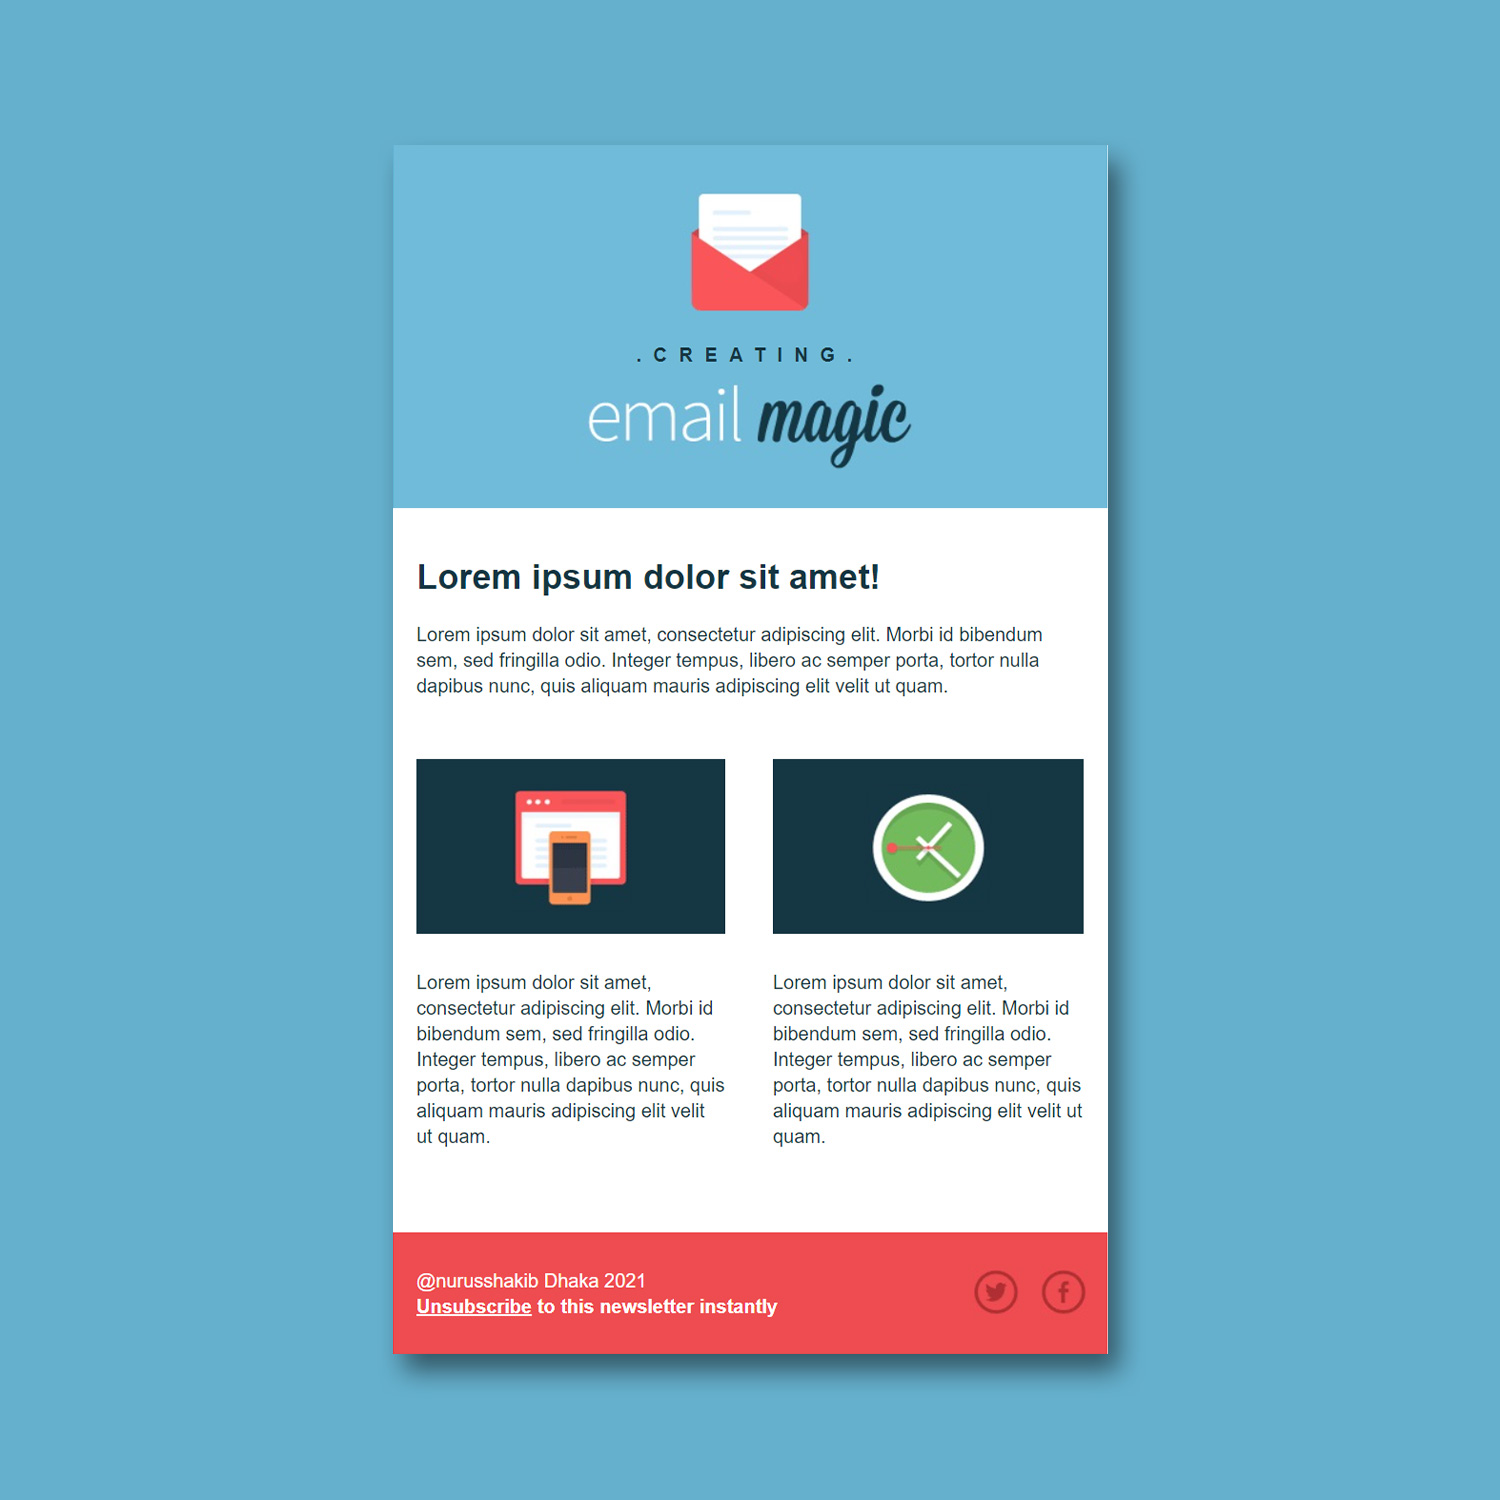 .CREATING.
email magic
Lorem ipsum dolor sit amet!
Lorem ipsum dolor sit amet, consectetur adipiscing elit. Morbi id bibendum
sem, sed fringilla odio. Integer tempus, libero ac semper porta, tortor nulla
dapibus nunc, quis aliquam mauris adipiscing elit velit ut quam.
Lorem ipsum dolor sit amet,
consectetur adipiscing elit. Morbi id
bibendum sem, sed fringilla odio.
Integer tempus, libero ac semper
porta, tortor nulla dapibus nunc, quis
aliquam mauris adipiscing elit velit
ut quam.
Lorem ipsum dolor sit amet,
consectetur adipiscing elit. Morbi id
bibendum sem, sed fringilla odio.
Integer tempus, libero ac semper
porta, tortor nulla dapibus nunc, quis
aliquam mauris adipiscing elit velit ut
quam.
@nurusshakib Dhaka 2021
Unsubscribe to this newsletter instantly